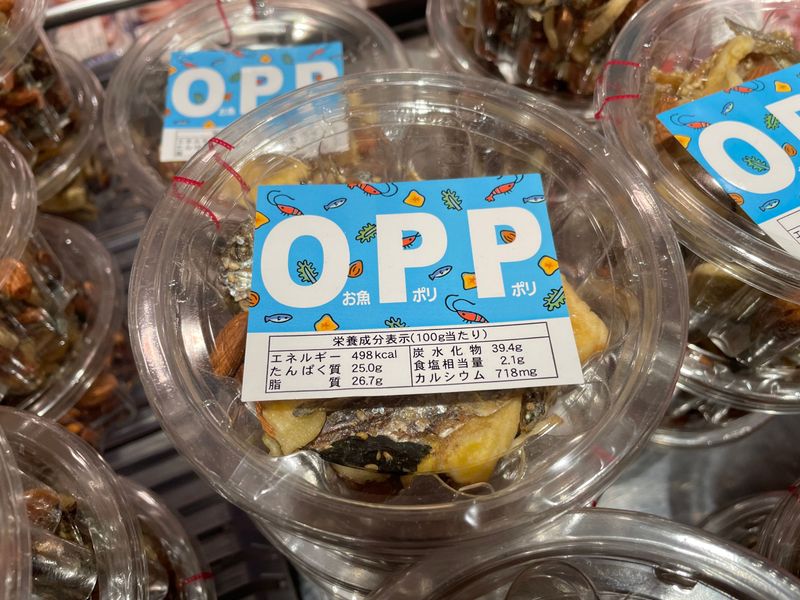 OPP
OPP
お魚 ポリ ポリ
栄養成分表示(100g当たり)
エネルギー 498kcal 炭水化物 39.4g
たんぱく質 25.0g 食塩相当量 2.1g
脂質 26.7g カルシウム 718mg
OP